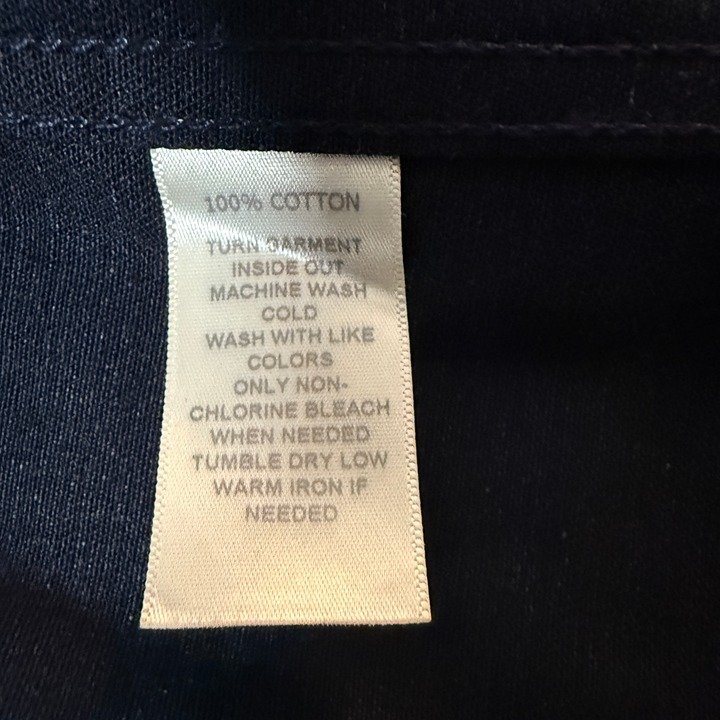 100% COTTON
TURN GARMENT
INSIDE OUT
MACHINE WASH
COLD
WASH WITH LIKE
COLORS
ONLY NON-
CHLORINE BLEACH
WHEN NEEDED
TUMBLE DRY LOW
WARM IRON IF
NEEDED